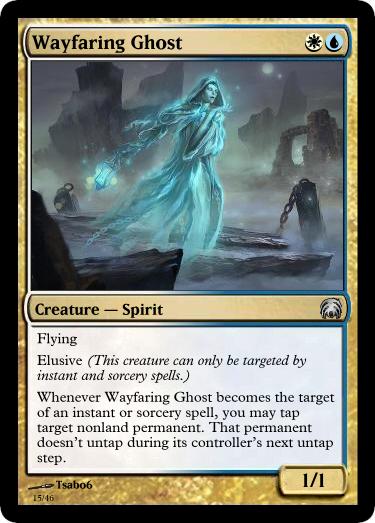 Wayfaring Ghost
Creature — Spirit
Flying
Elusive (This creature can only be targeted by
instant and sorcery spells.)
Whenever Wayfaring Ghost becomes the target
of an instant or sorcery spell, you may tap
target nonland permanent. That permanent
doesn't untap during its controller's next untap
step.
1/1
Tsabo6
15/46